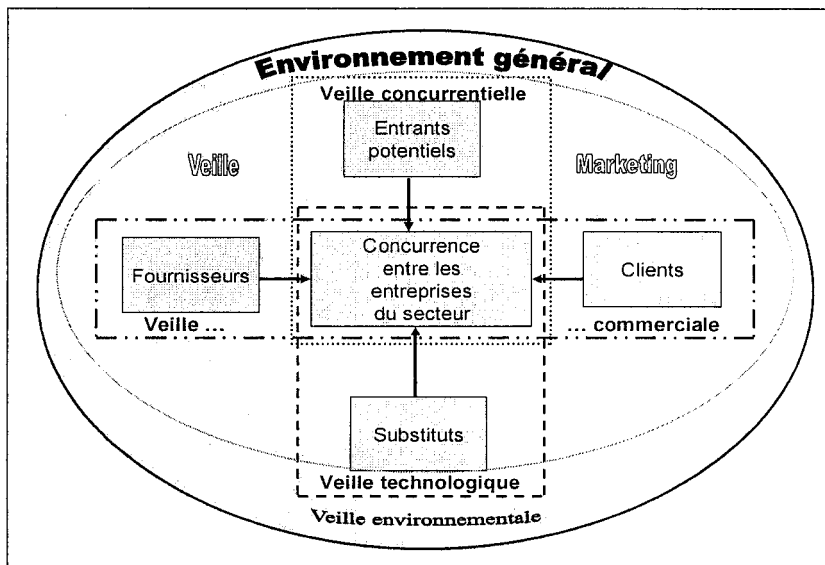 Environnement général
Veille concurrentielle
Entrants
potentiels
Veille
Marketing
Fournisseurs
Concurrence
entre les
entreprises
du secteur
Clients
Veille ...
... commerciale
Substituts
Veille technologique
Veille environnementale